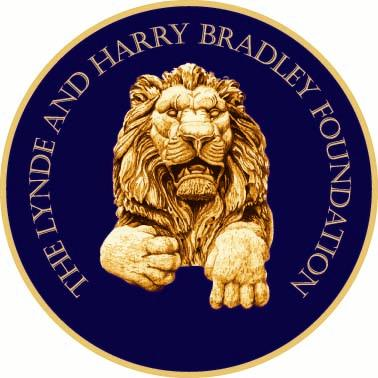 THE LYNDE AND HARRY BRADLEY FOUNDATION